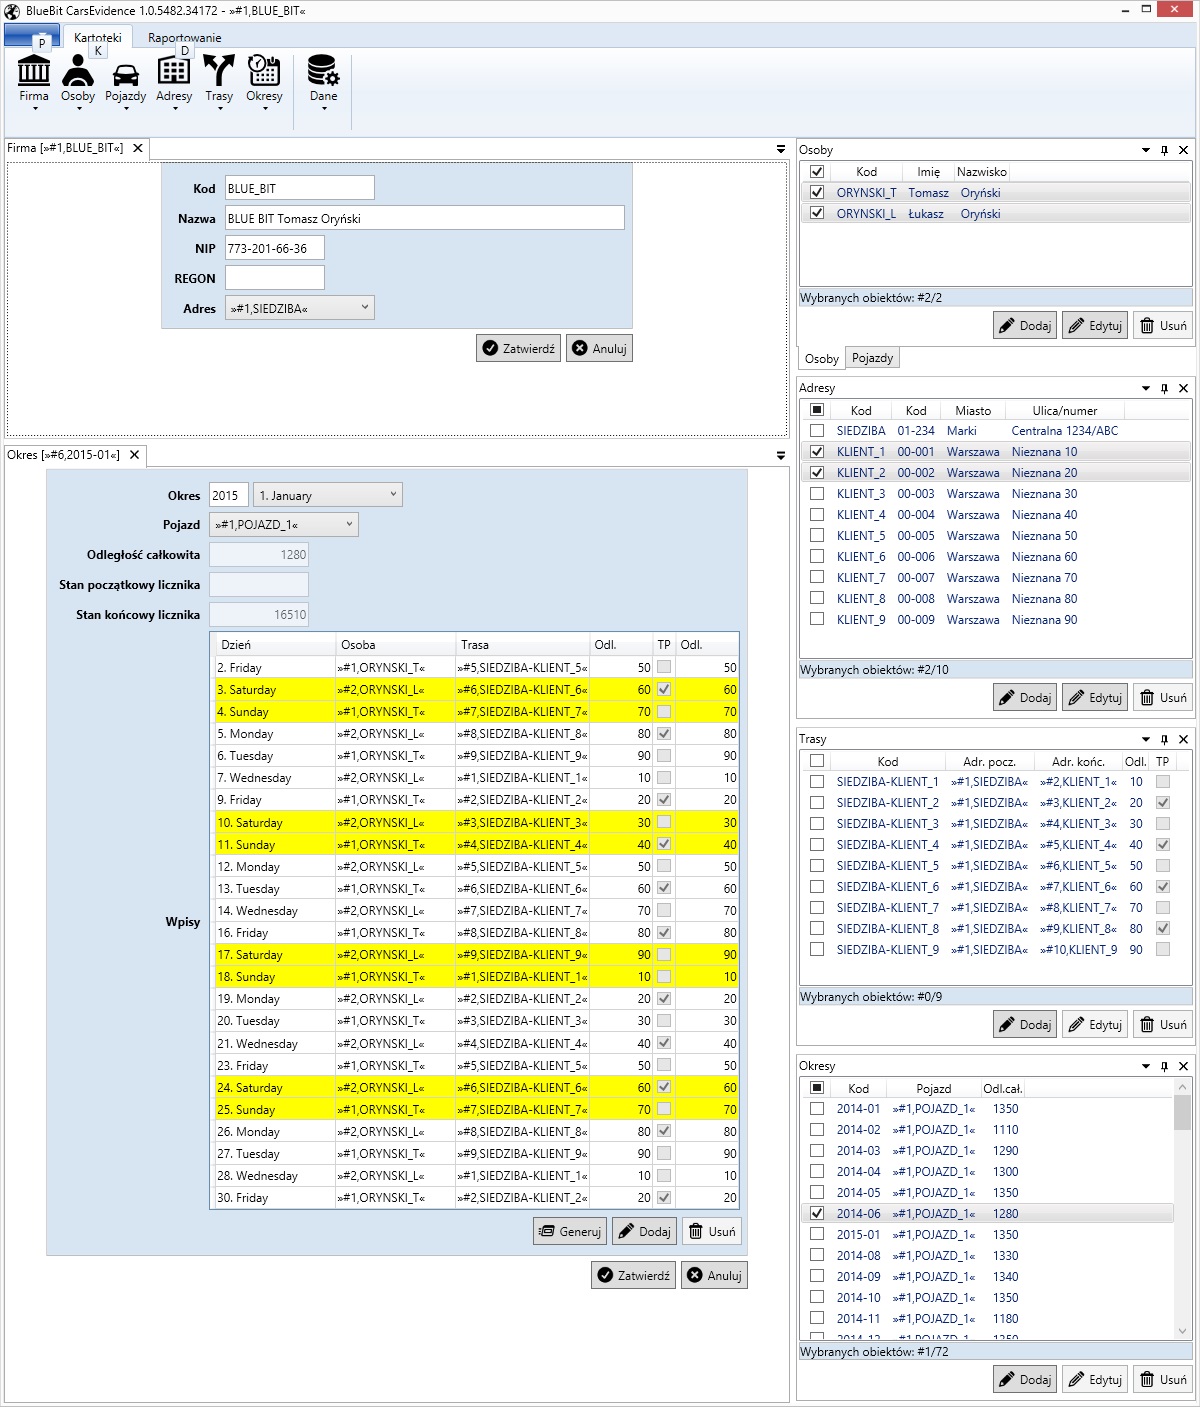 BlueBit CarsEvidence 1.0.5482.34172 - »#1,BLUE_BIT«
P Kartoteki K Raportowanie D
Firma Osoby Pojazdy Adresy Trasy Okresy Dane
Firma [»#1,BLUE_BIT«]
Kod BLUE_BIT
Nazwa BLUE BIT Tomasz Oryński
NIP 773-201-66-36
REGON
Adres »#1,SIEDZIBA«
Zatwierdź Anuluj
Okres [»#6,2015-01«]
Okres 2015 1. January
Pojazd »#1,POJAZD_1«
Odległość całkowita 1280
Stan początkowy licznika
Stan końcowy licznika 16510
Wpisy
Dzień Osoba Trasa Odl. TP Odl.
2. Friday »#1,ORYNSKI_T« »#5,SIEDZIBA-KLIENT_5« 50 50
3. Saturday »#2,ORYNSKI_L« »#6,SIEDZIBA-KLIENT_6« 60 60
4. Sunday »#1,ORYNSKI_T« »#7,SIEDZIBA-KLIENT_7« 70 70
5. Monday »#2,ORYNSKI_L« »#8,SIEDZIBA-KLIENT_8« 80 80
6. Tuesday »#1,ORYNSKI_T« »#9,SIEDZIBA-KLIENT_9« 90 90
7. Wednesday »#2,ORYNSKI_L« »#1,SIEDZIBA-KLIENT_1« 10 10
9. Friday »#1,ORYNSKI_T« »#2,SIEDZIBA-KLIENT_2« 20 20
10. Saturday »#2,ORYNSKI_L« »#3,SIEDZIBA-KLIENT_3« 30 30
11. Sunday »#1,ORYNSKI_T« »#4,SIEDZIBA-KLIENT_4« 40 40
12. Monday »#2,ORYNSKI_L« »#5,SIEDZIBA-KLIENT_5« 50 50
13. Tuesday »#1,ORYNSKI_T« »#6,SIEDZIBA-KLIENT_6« 60 60
14. Wednesday »#2,ORYNSKI_L« »#7,SIEDZIBA-KLIENT_7« 70 70
16. Friday »#1,ORYNSKI_T« »#8,SIEDZIBA-KLIENT_8« 80 80
17. Saturday »#2,ORYNSKI_L« »#9,SIEDZIBA-KLIENT_9« 90 90
18. Sunday »#1,ORYNSKI_T« »#1,SIEDZIBA-KLIENT_1« 10 10
19. Monday »#2,ORYNSKI_L« »#2,SIEDZIBA-KLIENT_2« 20 20
20. Tuesday »#1,ORYNSKI_T« »#3,SIEDZIBA-KLIENT_3« 30 30
21. Wednesday »#2,ORYNSKI_L« »#4,SIEDZIBA-KLIENT_4« 40 40
23. Friday »#1,ORYNSKI_T« »#5,SIEDZIBA-KLIENT_5« 50 50
24. Saturday »#2,ORYNSKI_L« »#6,SIEDZIBA-KLIENT_6« 60 60
25. Sunday »#1,ORYNSKI_T« »#7,SIEDZIBA-KLIENT_7« 70 70
26. Monday »#2,ORYNSKI_L« »#8,SIEDZIBA-KLIENT_8« 80 80
27. Tuesday »#1,ORYNSKI_T« »#9,SIEDZIBA-KLIENT_9« 90 90
28. Wednesday »#2,ORYNSKI_L« »#1,SIEDZIBA-KLIENT_1« 10 10
30. Friday »#1,ORYNSKI_T« »#2,SIEDZIBA-KLIENT_2« 20 20
Generuj Dodaj Usuń
Zatwierdź Anuluj
Osoby
Kod Imię Nazwisko
ORYNSKI_T Tomasz Oryński
ORYNSKI_L Łukasz Oryński
Wybranych obiektów: #2/2
Dodaj Edytuj Usuń
Osoby Pojazdy
Adresy
Kod Kod Miasto Ulica/numer
SIEDZIBA 01-234 Marki Centralna 1234/ABC
KLIENT_1 00-001 Warszawa Nieznana 10
KLIENT_2 00-002 Warszawa Nieznana 20
KLIENT_3 00-003 Warszawa Nieznana 30
KLIENT_4 00-004 Warszawa Nieznana 40
KLIENT_5 00-005 Warszawa Nieznana 50
KLIENT_6 00-006 Warszawa Nieznana 60
KLIENT_7 00-007 Warszawa Nieznana 70
KLIENT_8 00-008 Warszawa Nieznana 80
KLIENT_9 00-009 Warszawa Nieznana 90
Wybranych obiektów: #2/10
Dodaj Edytuj Usuń
Trasy
Kod Adr. pocz. Adr. końc. Odl. TP
SIEDZIBA-KLIENT_1 »#1,SIEDZIBA« »#2,KLIENT_1« 10
SIEDZIBA-KLIENT_2 »#1,SIEDZIBA« »#3,KLIENT_2« 20
SIEDZIBA-KLIENT_3 »#1,SIEDZIBA« »#4,KLIENT_3« 30
SIEDZIBA-KLIENT_4 »#1,SIEDZIBA« »#5,KLIENT_4« 40
SIEDZIBA-KLIENT_5 »#1,SIEDZIBA« »#6,KLIENT_5« 50
SIEDZIBA-KLIENT_6 »#1,SIEDZIBA« »#7,KLIENT_6« 60
SIEDZIBA-KLIENT_7 »#1,SIEDZIBA« »#8,KLIENT_7« 70
SIEDZIBA-KLIENT_8 »#1,SIEDZIBA« »#9,KLIENT_8« 80
SIEDZIBA-KLIENT_9 »#1,SIEDZIBA« »#10,KLIENT_9 90
Wybranych obiektów: #0/9
Dodaj Edytuj Usuń
Okresy
Kod Pojazd Odl.cał.
2014-01 »#1,POJAZD_1« 1350
2014-02 »#1,POJAZD_1« 1110
2014-03 »#1,POJAZD_1« 1290
2014-04 »#1,POJAZD_1« 1300
2014-05 »#1,POJAZD_1« 1350
2014-06 »#1,POJAZD_1« 1280
2015-01 »#1,POJAZD_1« 1350
2014-08 »#1,POJAZD_1« 1330
2014-09 »#1,POJAZD_1« 1340
2014-10 »#1,POJAZD_1« 1350
2014-11 »#1,POJAZD_1« 1180
Wybranych obiektów: #1/72
Dodaj Edytuj Usuń